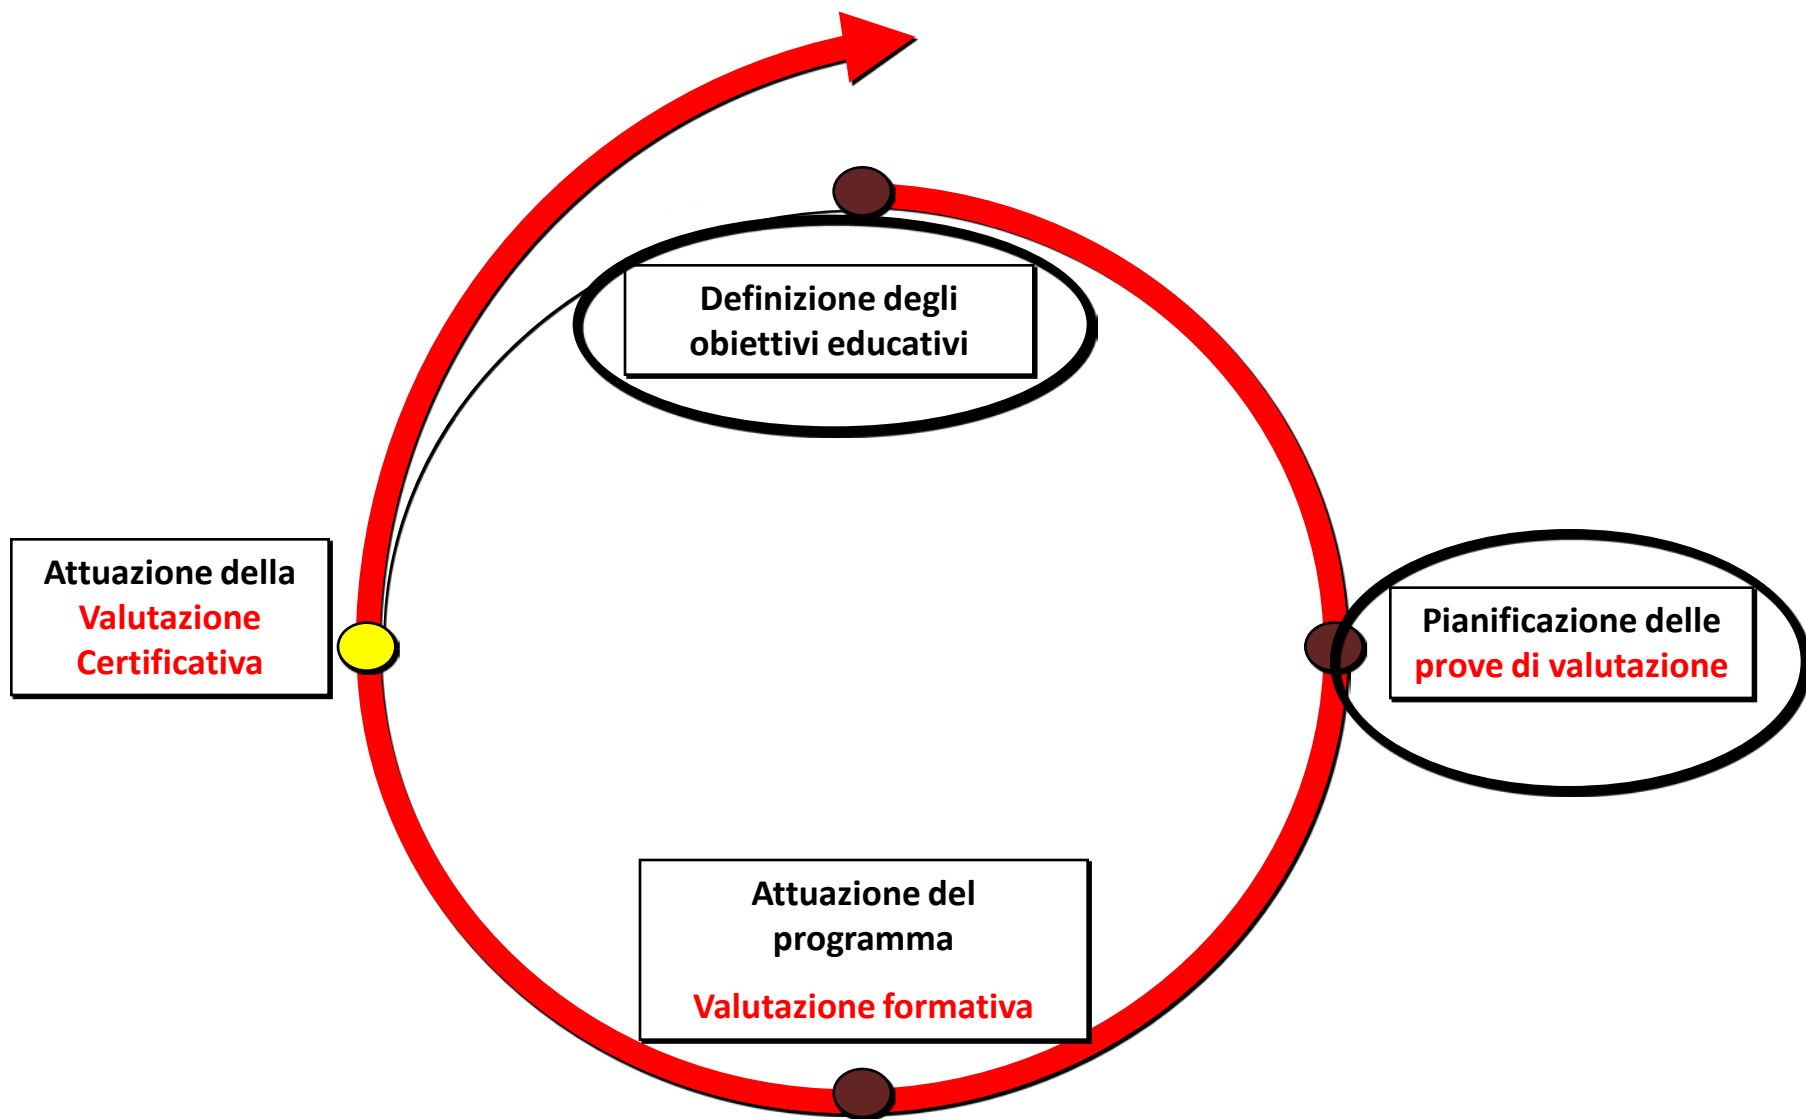 Definizione degli
obiettivi educativi
Attuazione della
Valutazione
Certificativa
Pianificazione delle
prove di valutazione
Attuazione del
programma
Valutazione formativa